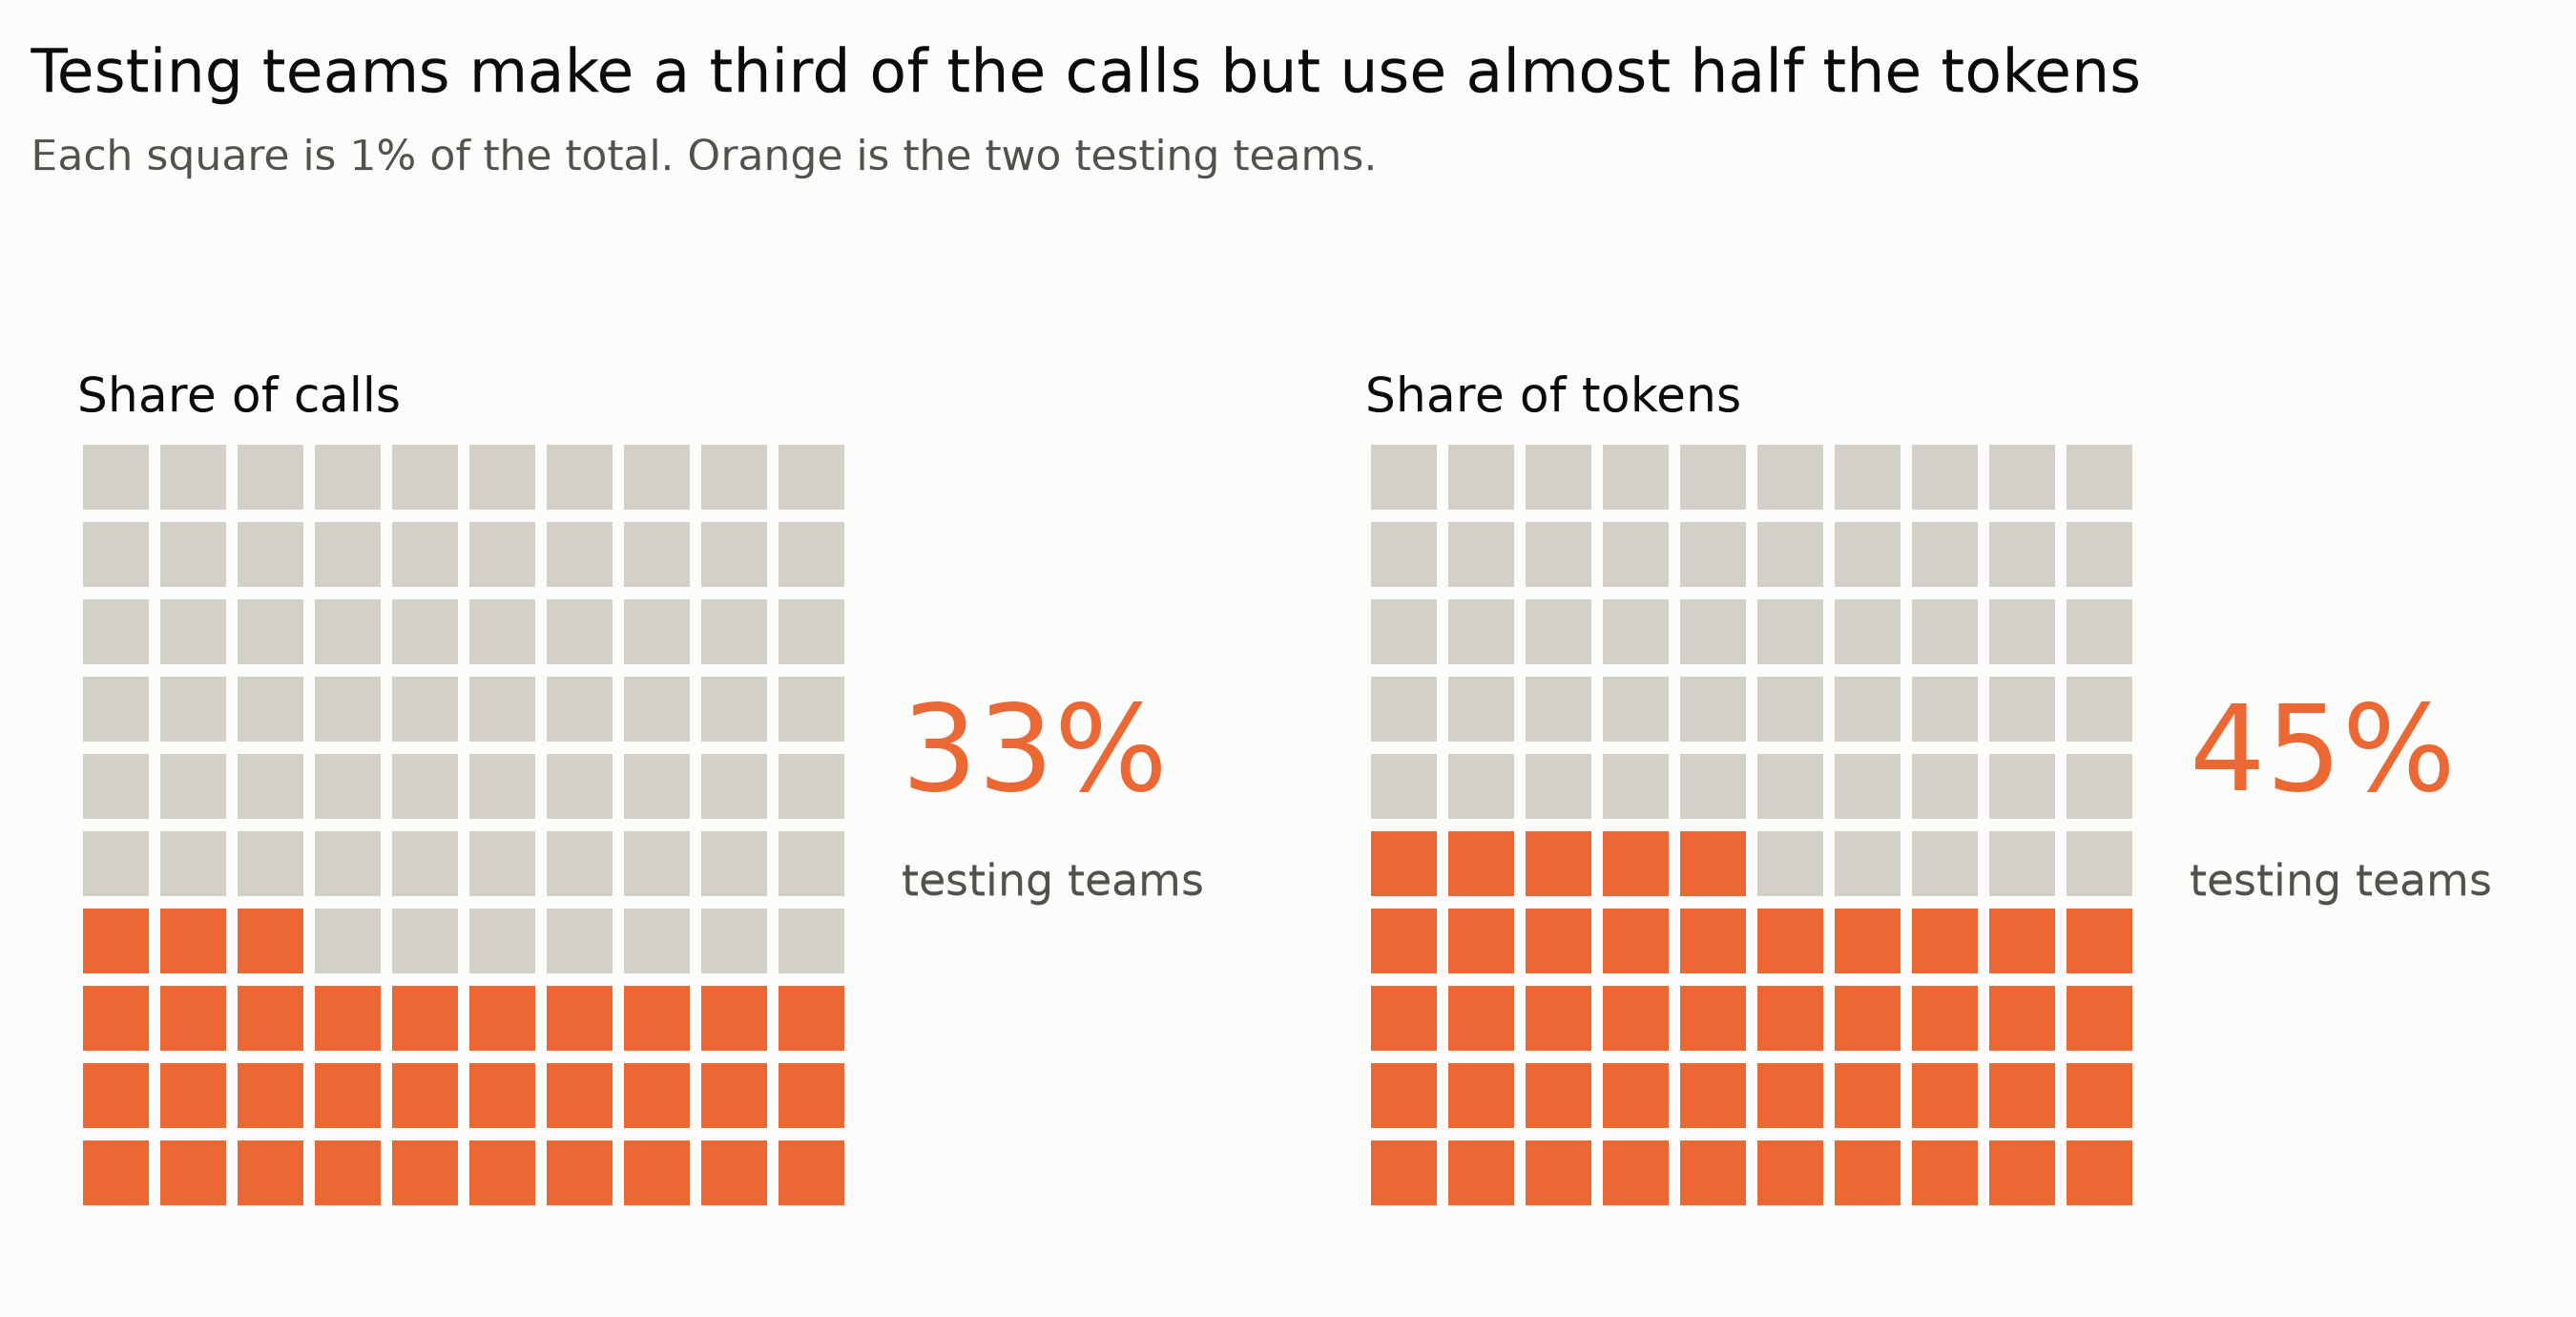 Testing teams make a third of the calls but use almost half the tokens
Each square is 1% of the total. Orange is the two testing teams.
Share of calls
33%
testing teams
Share of tokens
45%
testing teams